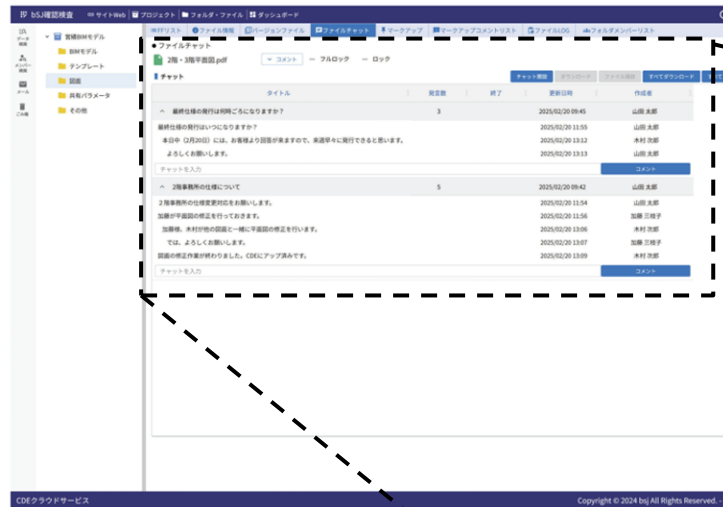 bSJ確認検査 サイトWeb プロジェクト フォルダ・ファイル ダッシュボード
データ
検索
メンバー
検索
メール
ごみ箱
管続BIMモデル
BIMモデル
テンプレート
図面
共有パラメータ
その他
FFリスト ファイル情報 バージョンファイル ファイルチャット マークアップ マークアップコメントリスト ファイルLOG フォルダメンバーリスト
● ファイルチャット
2階・3階平面図.pdf コメント ー フルロック ー ロック
チャット チャット開始 ダウンロード ファイル添付 すべてダウンロード
タイトル 発言数 終了 更新日時 作成者
最終仕様の発行は何時ごろになりますか？ 3 2025/02/20 09:45 山田 太郎
最終仕様の発行はいつになりますか？ 2025/02/20 11:55 山田 太郎
本日中（2月20日）には、お客様より回答が来ますので、来週早々に発行できると思います。 2025/02/20 13:12 木村 次郎
よろしくお願いします。 2025/02/20 13:13 山田 太郎
チャットを入力 コメント
2階事務所の仕様について 5 2025/02/20 09:42 山田 太郎
２階事務所の仕様変更対応をお願いします。 2025/02/20 11:54 山田 太郎
加藤が平面図の修正を行っておきます。 2025/02/20 11:56 加藤 三枝子
加藤様、木村が他の図面と一緒に平面図の修正を行います。 2025/02/20 13:06 木村 次郎
では、よろしくお願いします。 2025/02/20 13:07 加藤 三枝子
図面の修正作業が終わりました。CDEにアップ済みです。 2025/02/20 13:09 木村 次郎
チャットを入力 コメント
CDEクラウドサービス Copyright © 2024 bsj All Rights Reserved. -